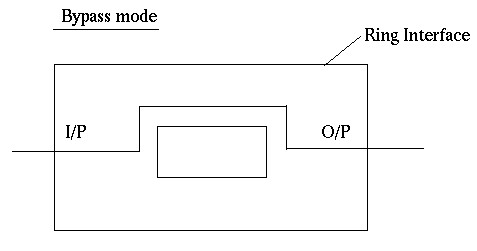 Bypass mode
Ring Interface
I/P
O/P